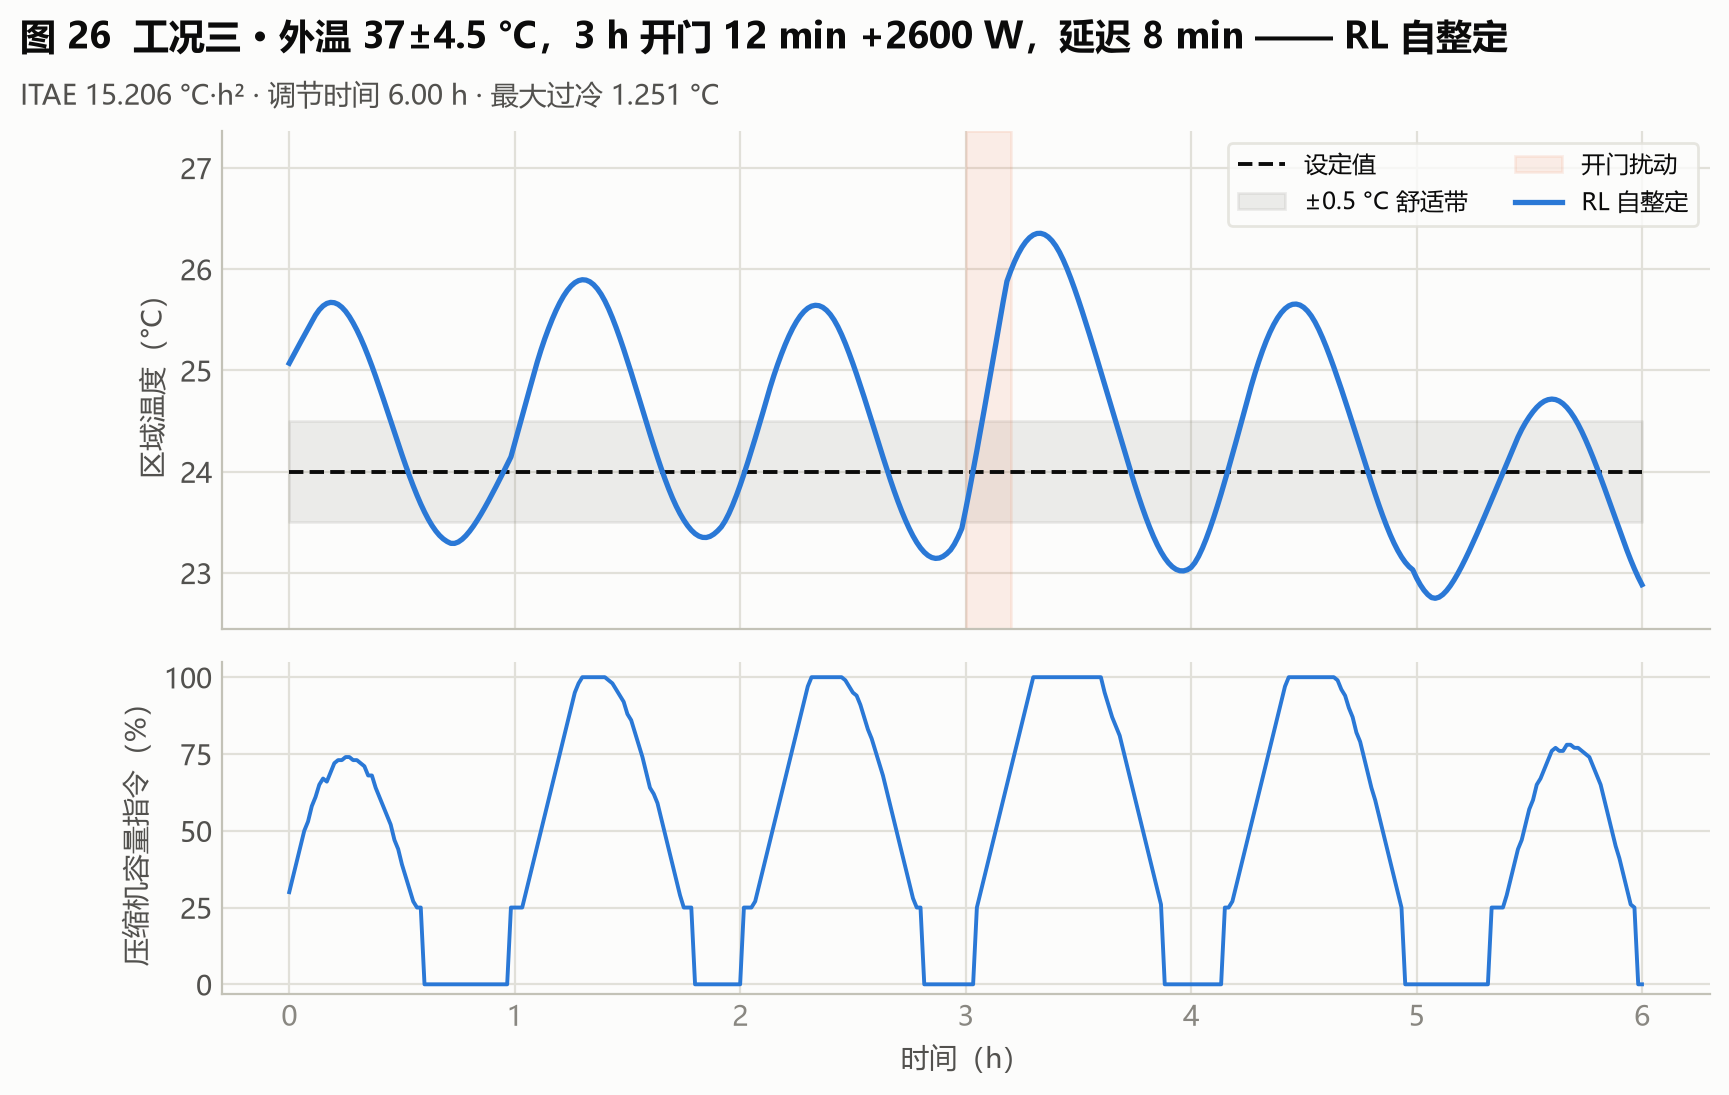 图 26 工况三 • 外温 37±4.5 °C，3 h 开门 12 min +2600 W，延迟 8 min —— RL 自整定
ITAE 15.206 °C·h² · 调节时间 6.00 h · 最大过冷 1.251 °C
设定值
±0.5 °C 舒适带
开门扰动
RL 自整定
区域温度（°C）
27
26
25
24
23
压缩机容量指令（%）
100
75
50
25
0
0 1 2 3 4 5 6
时间（h）